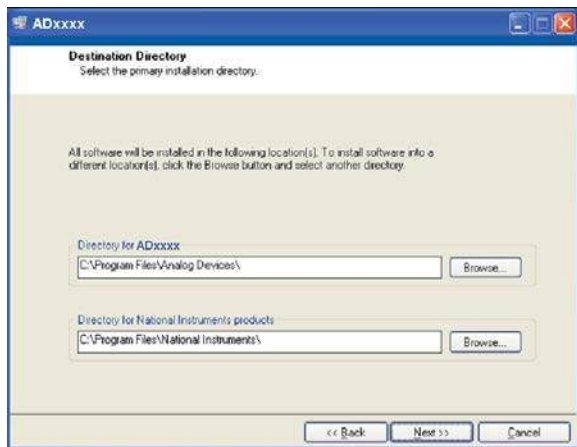 ADxxxx
Destination Directory
Select the primary installation directory.
All software will be installed in the following location(s). To install software into a
different location(s), click the Browse button and select another directory.
Directory for ADxxxx
C:\Program Files\Analog Devices\
Browse...
Directory for National Instruments products
C:\Program Files\National Instruments\
Browse...
<< Back
Next >>
Cancel